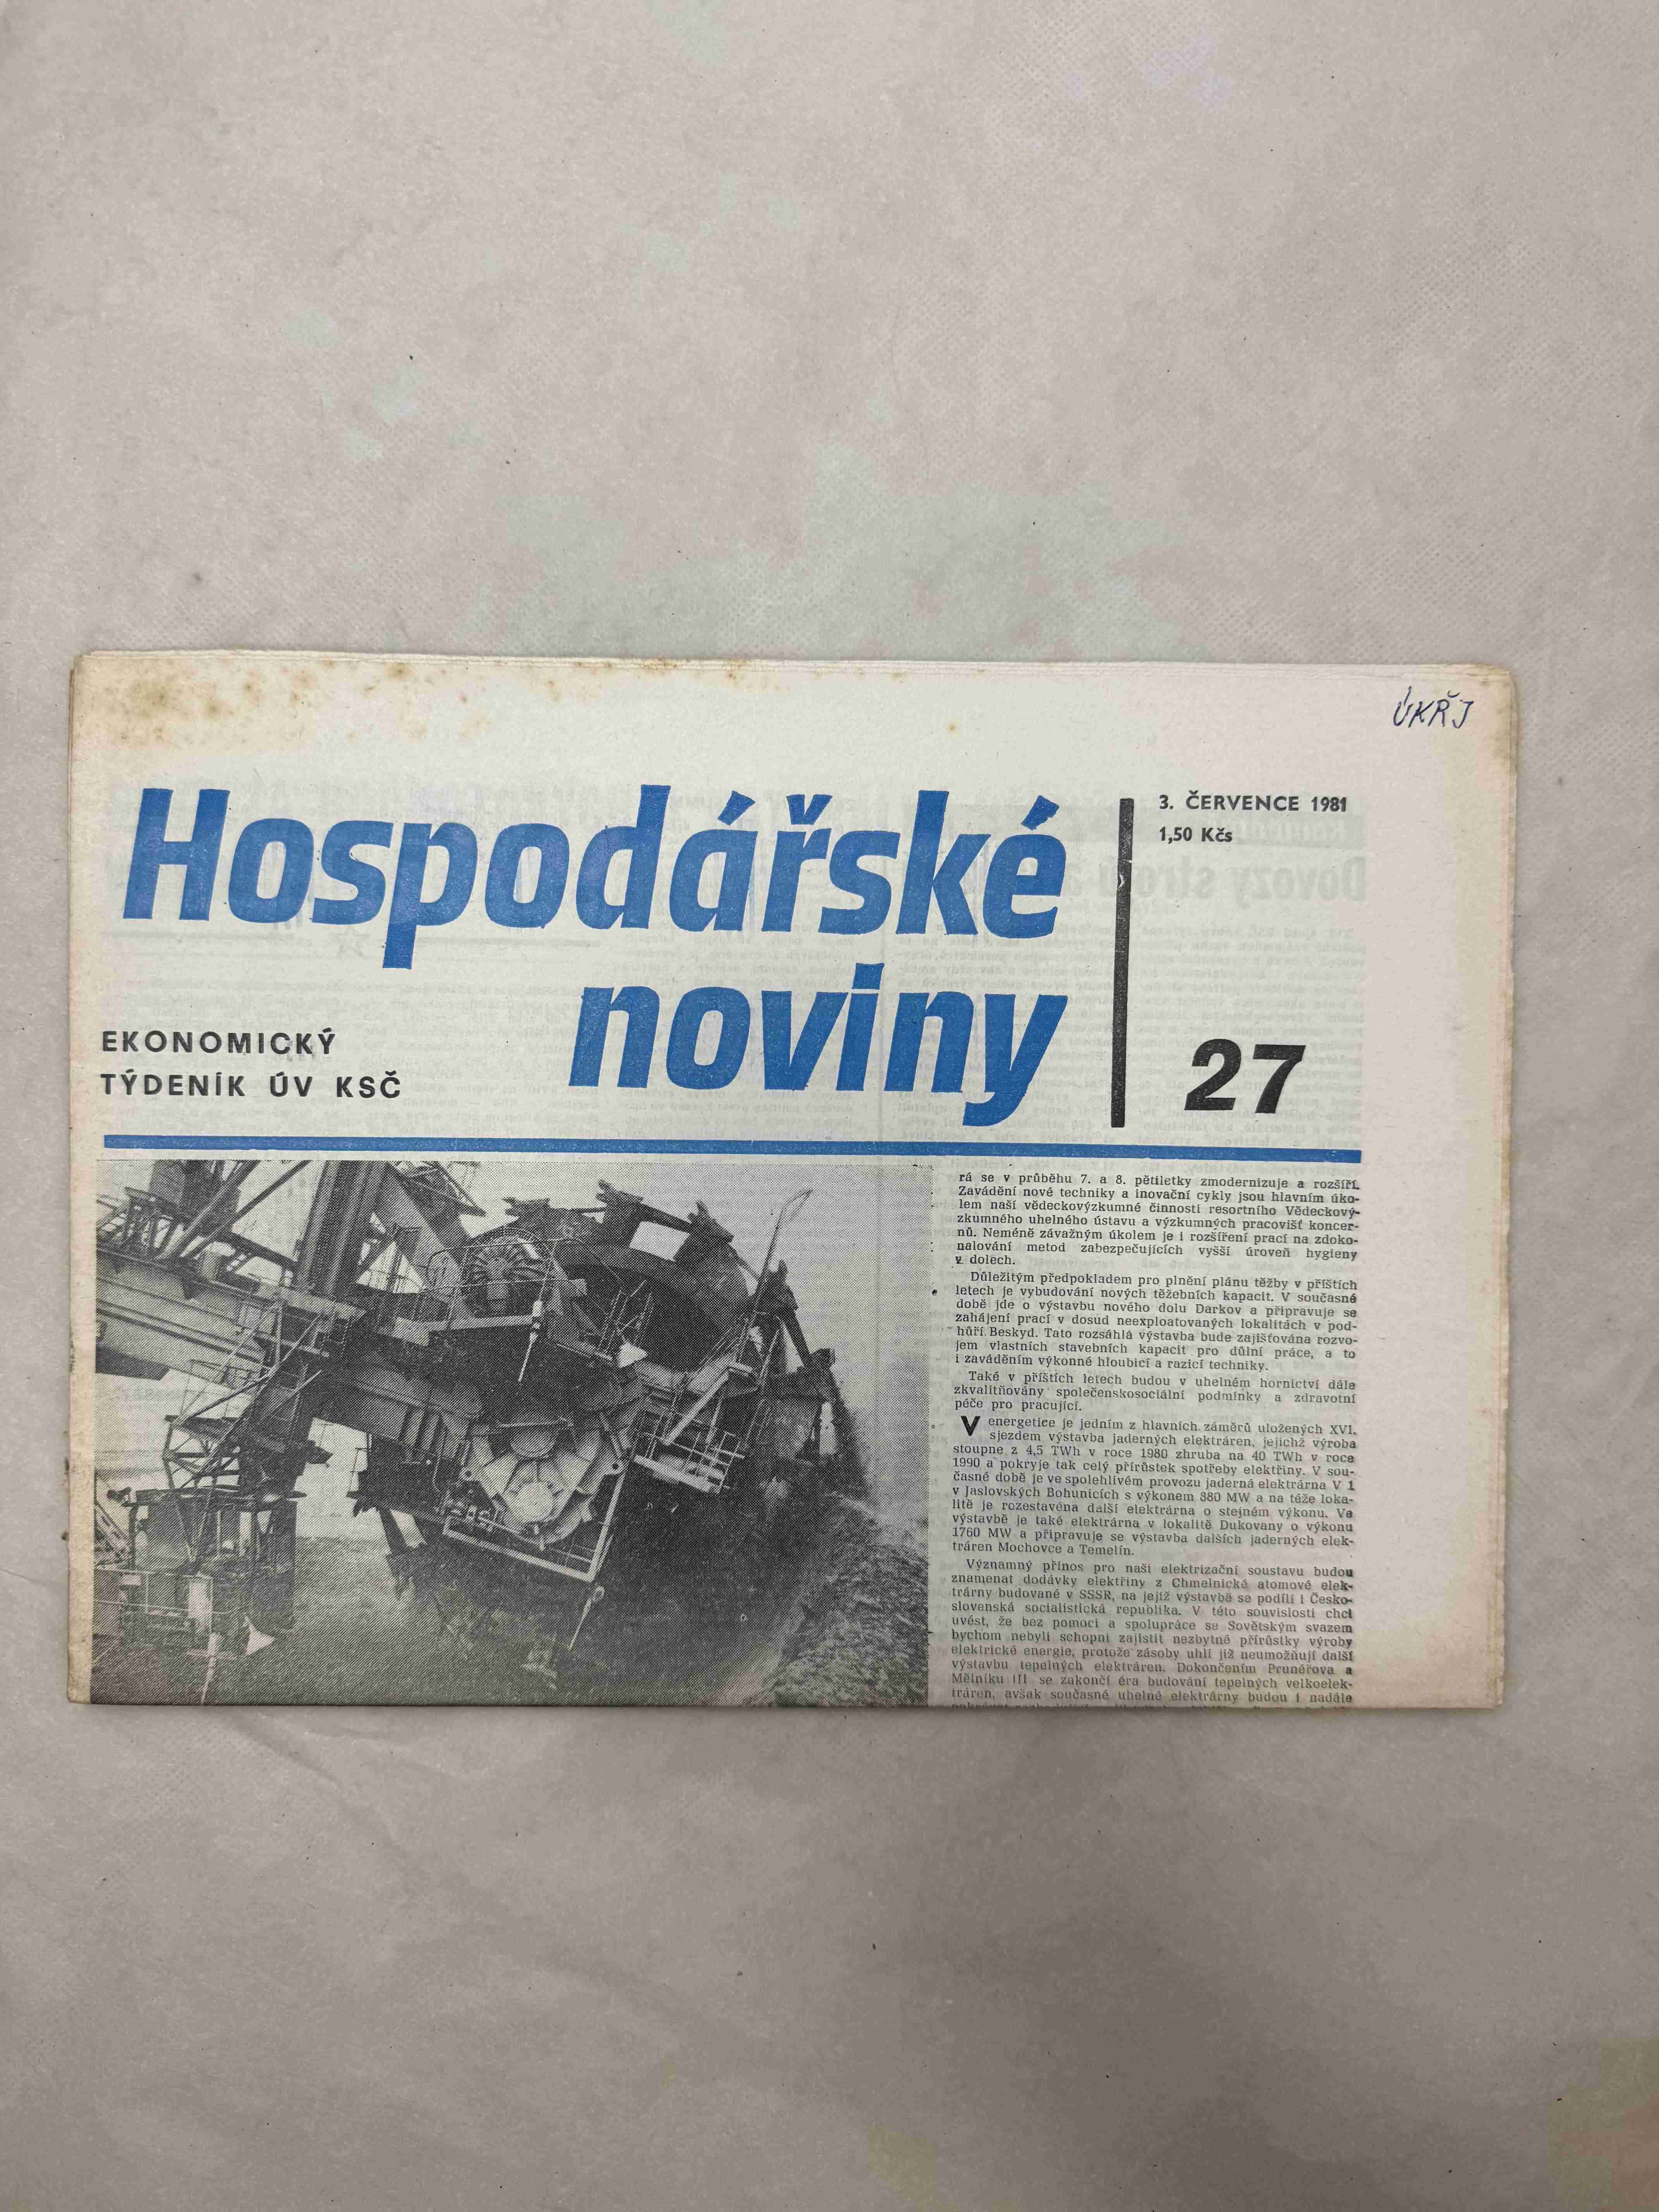 ÚKŘJ
Hospodářské
noviny
EKONOMICKÝ
TÝDENÍK ÚV KSČ
3. ČERVENCE 1981
1,50 Kčs
27
rá se v průběhu 7. a 8. pětiletky zmodernizuje a rozšíří.
Zavádění nové techniky a inovační cykly jsou hlavním úko-
lem naší vědeckovýzkumné činnosti resortního Vědeckový-
zkumného uhelného ústavu a výzkumných pracovišť koncer-
nů. Neméně závažným úkolem je i rozšíření prací na zdoko-
nalování metod zabezpečujících vyšší úroveň hygieny
v dolech.
Důležitým předpokladem pro plnění plánu těžby v příštích
letech je vybudování nových těžebních kapacit. V současné
době jde o výstavbu nového dolu Darkov a připravuje se
zahájení prací v dosud neexploatovaných lokalitách v pod-
hůří Beskyd. Tato rozsáhlá výstavba bude zajišťována rozvo-
jem vlastních stavebních kapacit pro důlní práce, a to
i zaváděním výkonné hloubicí a razicí techniky.
Také v příštích letech budou v uhelném hornictví dále
zkvalitňovány společenskosociální podmínky a zdravotní
péče pro pracující.
V energetice je jedním z hlavních záměrů uložených XVI.
sjezdem výstavba jaderných elektráren, jejichž výroba
stoupne z 4,5 TWh v roce 1980 zhruba na 40 TWh v roce
1990 a pokryje tak celý přírůstek spotřeby elektřiny. V sou-
časné době je ve spolehlivém provozu jaderná elektrárna V 1
v Jaslovských Bohunicích s výkonem 880 MW a na téže loka-
litě je rozestavěna další elektrárna o stejném výkonu. Ve
výstavbě je také elektrárna v lokalitě Dukovany o výkonu
1760 MW a připravuje se výstavba dalších jaderných elek-
tráren Mochovce a Temelín.
Významný přínos pro naši elektrizační soustavu budou
znamenat dodávky elektřiny z Chmelnické atomové elek-
trárny budované v SSSR, na jejíž výstavbě se podílí i Česko-
slovenská socialistická republika. V této souvislosti chci
uvést, že bez pomoci a spolupráce se Sovětským svazem
bychom nebyli schopni zajistit nezbytné přírůstky výroby
elektrické energie, protože zásoby uhlí již neumožňují další
výstavbu tepelných elektráren. Dokončením Prunéřova a
Mělníku III se zakončí éra budování tepelných velkoelek-
tráren, avšak současné uhelné elektrárny budou i nadále